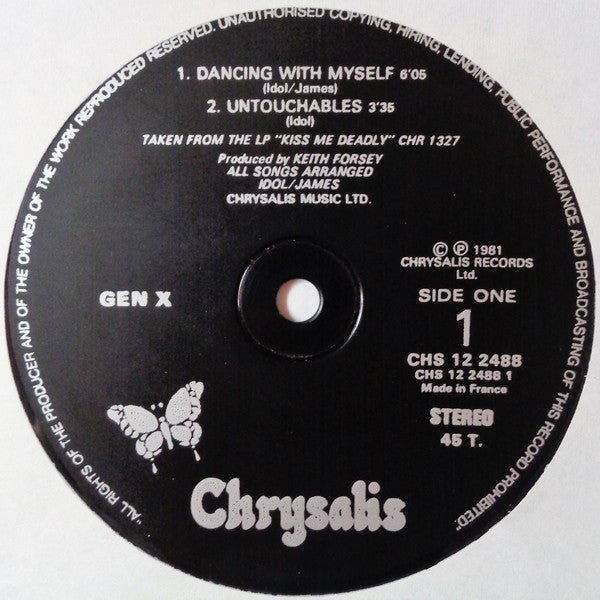 "ALL RIGHTS OF THE PRODUCER AND OF THE OWNER OF THE WORK REPRODUCED RESERVED. UNAUTHORISED COPYING, HIRING, LENDING, PUBLIC PERFORMANCE AND BROADCASTING OF THIS RECORD PROHIBITED."
1. DANCING WITH MYSELF 6'05
(Idol/James)
2. UNTOUCHABLES 3'35
(Idol)
TAKEN FROM THE LP "KISS ME DEADLY" CHR 1327
Produced by KEITH FORSEY
ALL SONGS ARRANGED
IDOL/JAMES
CHRYSALIS MUSIC LTD.
GEN X
© ℗ 1981
CHRYSALIS RECORDS
Ltd.
SIDE ONE
1
CHS 12 2488
CHS 12 2488 1
Made in France
STEREO
45 T.
Chrysalis